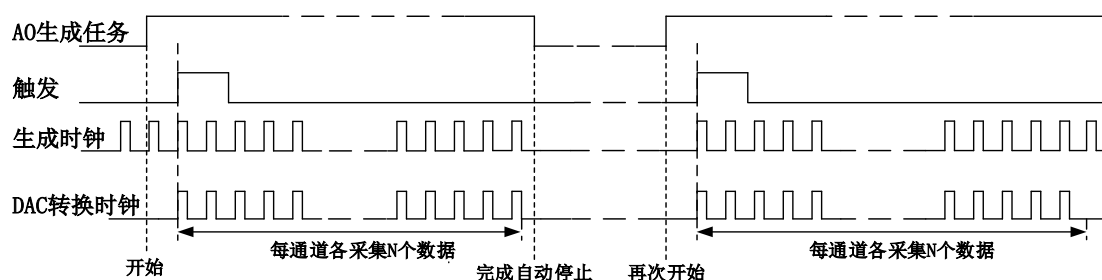 AO生成任务
触发
生成时钟
DAC转换时钟
每通道各采集N个数据
每通道各采集N个数据
开始
完成自动停止
再次开始